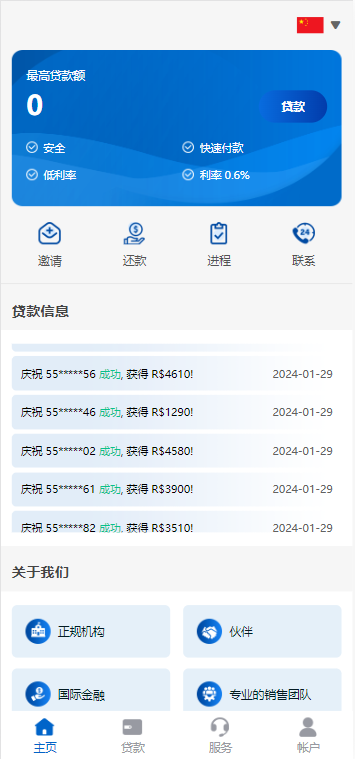 最高贷款额
0
贷款
安全
快速付款
低利率
利率 0.6%
邀请
还款
24
进程
联系
贷款信息
庆祝 55*****56 成功, 获得 R$4610! 2024-01-29
庆祝 55*****46 成功, 获得 R$1290! 2024-01-29
庆祝 55*****02 成功, 获得 R$4580! 2024-01-29
庆祝 55*****61 成功, 获得 R$3900! 2024-01-29
庆祝 55*****82 成功, 获得 R$3510! 2024-01-29
关于我们
正规机构
伙伴
国际金融
专业的销售团队
主页
贷款
服务
帐户